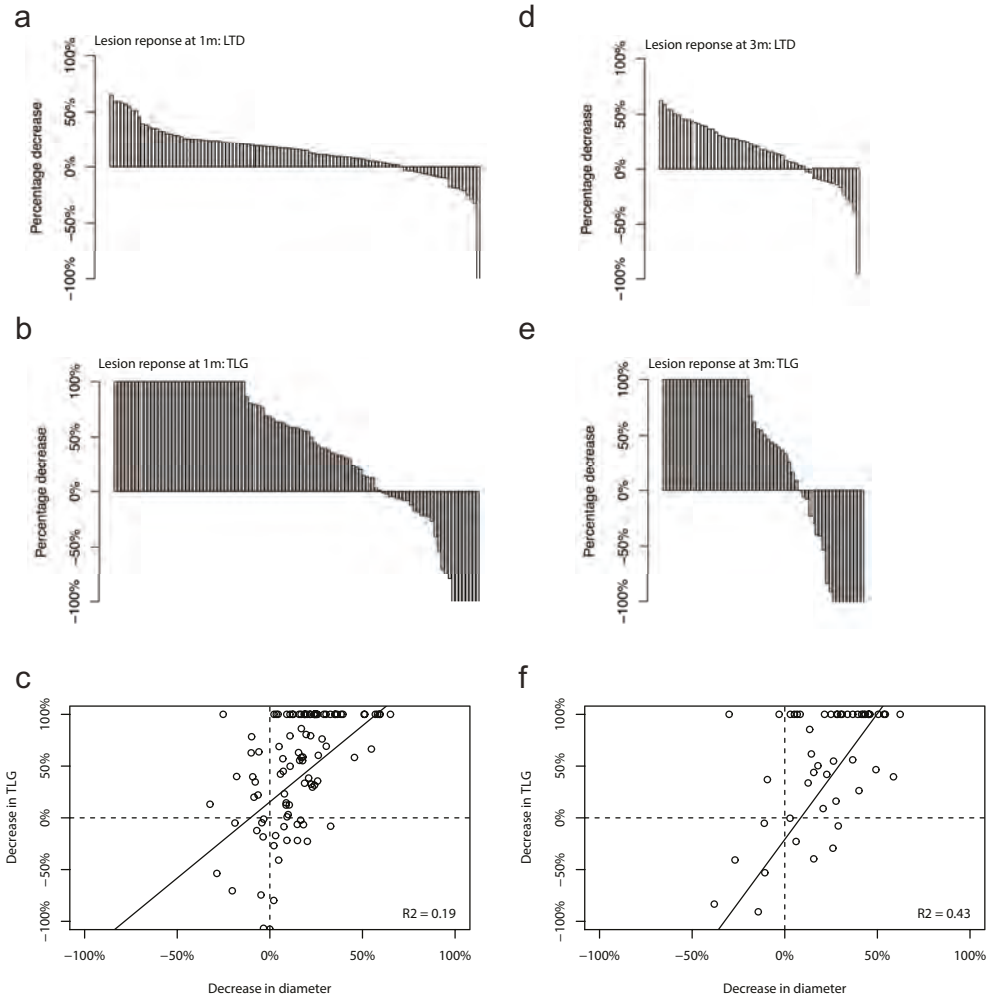 a
Lesion reponse at 1m: LTD
Percentage decrease
100%
50%
0%
−50%
−100%
d
Lesion reponse at 3m: LTD
Percentage decrease
100%
50%
0%
−50%
−100%
b
Lesion reponse at 1m: TLG
Percentage decrease
100%
50%
0%
−50%
−100%
e
Lesion reponse at 3m: TLG
Percentage decrease
100%
50%
0%
−50%
−100%
c
Decrease in TLG
100%
50%
0%
−50%
−100%
R2 = 0.19
−100%
−50%
0%
50%
100%
Decrease in diameter
f
Decrease in TLG
100%
50%
0%
−50%
−100%
R2 = 0.43
−100%
−50%
0%
50%
100%
Decrease in diameter